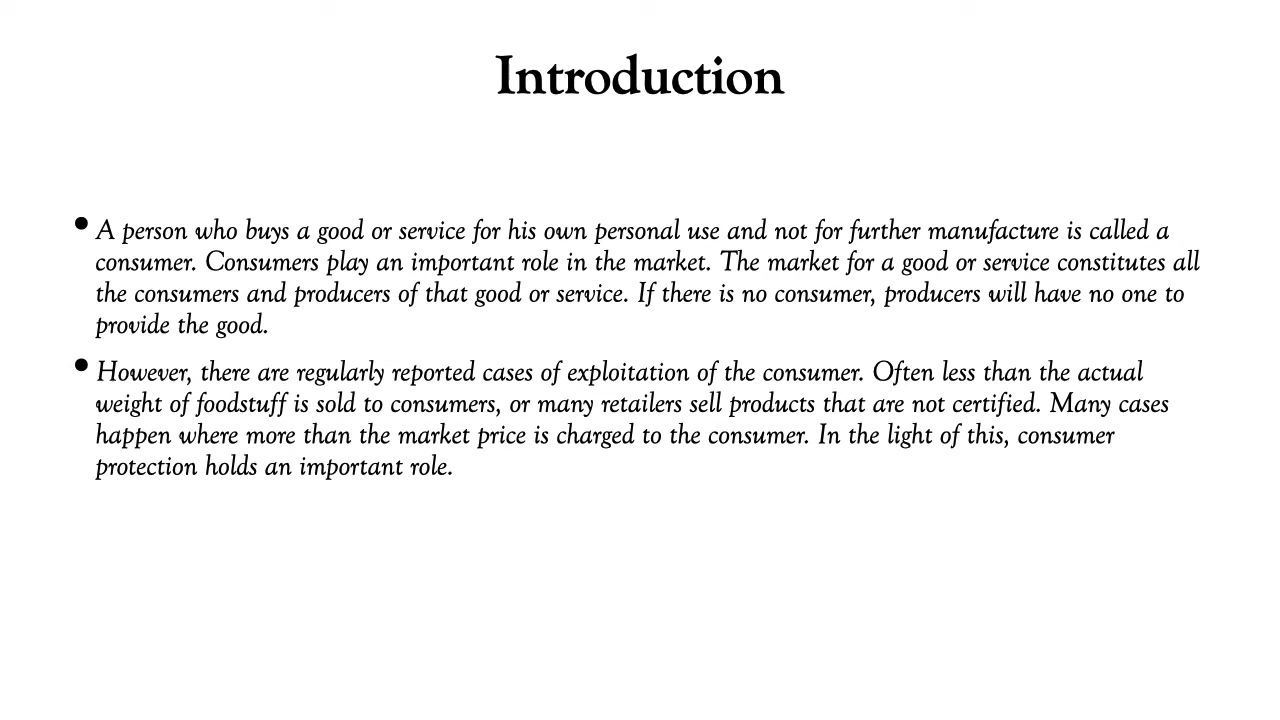 Introduction
• A person who buys a good or service for his own personal use and not for further manufacture is called a
consumer. Consumers play an important role in the market. The market for a good or service constitutes all
the consumers and producers of that good or service. If there is no consumer, producers will have no one to
provide the good.
• However, there are regularly reported cases of exploitation of the consumer. Often less than the actual
weight of foodstuff is sold to consumers, or many retailers sell products that are not certified. Many cases
happen where more than the market price is charged to the consumer. In the light of this, consumer
protection holds an important role.